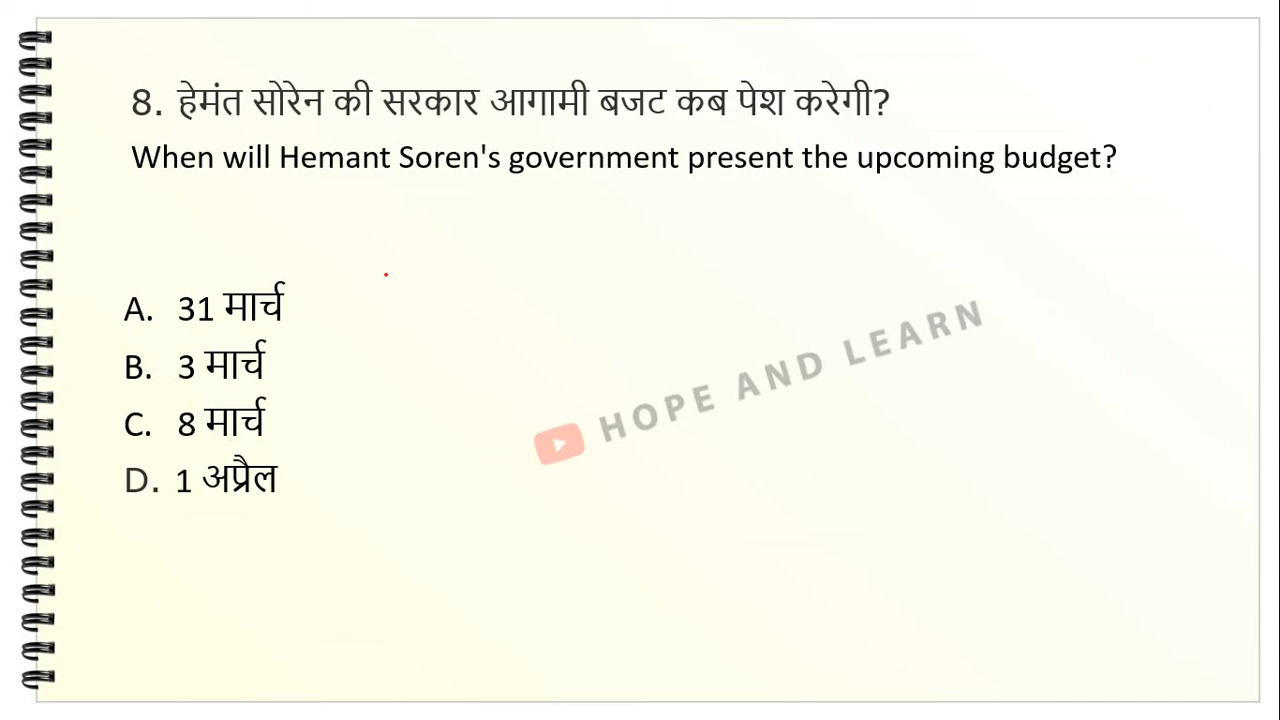 8. हेमंत सोरेन की सरकार आगामी बजट कब पेश करेगी?
When will Hemant Soren's government present the upcoming budget?
A. 31 मार्च
B. 3 मार्च
C. 8 मार्च
D. 1 अप्रैल
HOPE AND LEARN